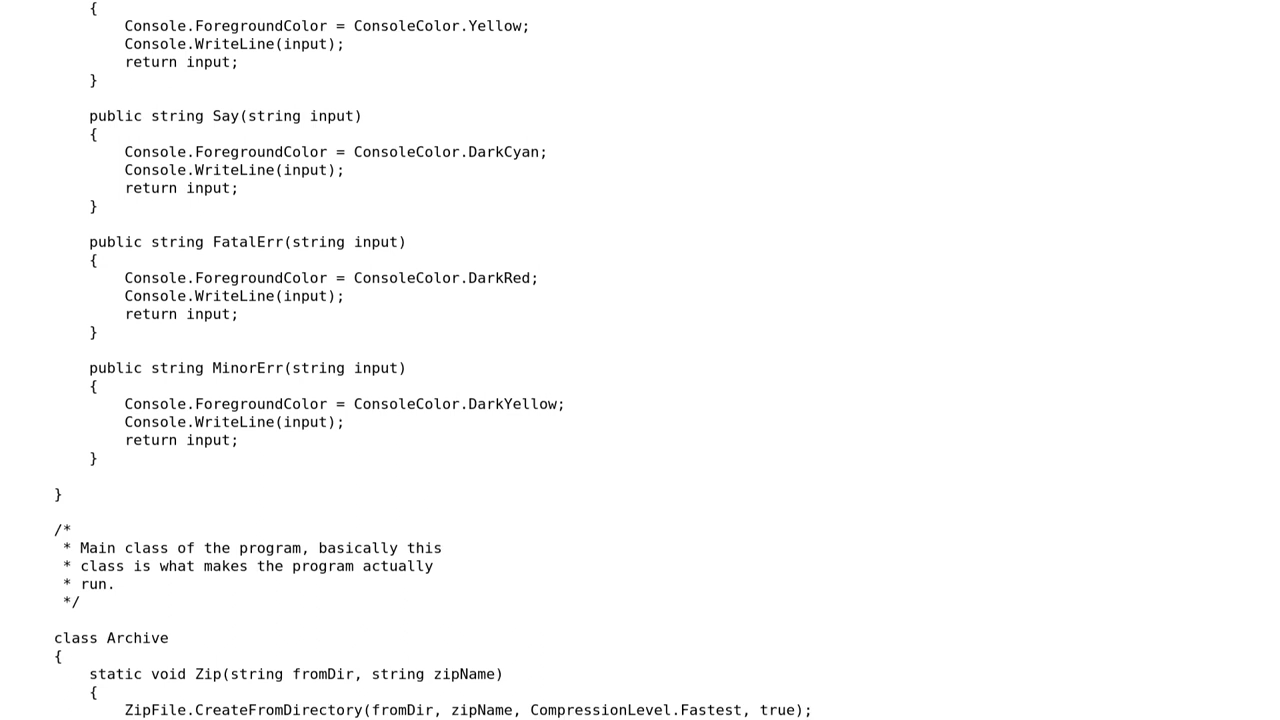 {
Console.ForegroundColor = ConsoleColor.Yellow;
Console.WriteLine(input);
return input;
}
public string Say(string input)
{
Console.ForegroundColor = ConsoleColor.DarkCyan;
Console.WriteLine(input);
return input;
}
public string FatalErr(string input)
{
Console.ForegroundColor = ConsoleColor.DarkRed;
Console.WriteLine(input);
return input;
}
public string MinorErr(string input)
{
Console.ForegroundColor = ConsoleColor.DarkYellow;
Console.WriteLine(input);
return input;
}
}
/*
* Main class of the program, basically this
* class is what makes the program actually
* run.
*/
class Archive
{
static void Zip(string fromDir, string zipName)
{
ZipFile.CreateFromDirectory(fromDir, zipName, CompressionLevel.Fastest, true);